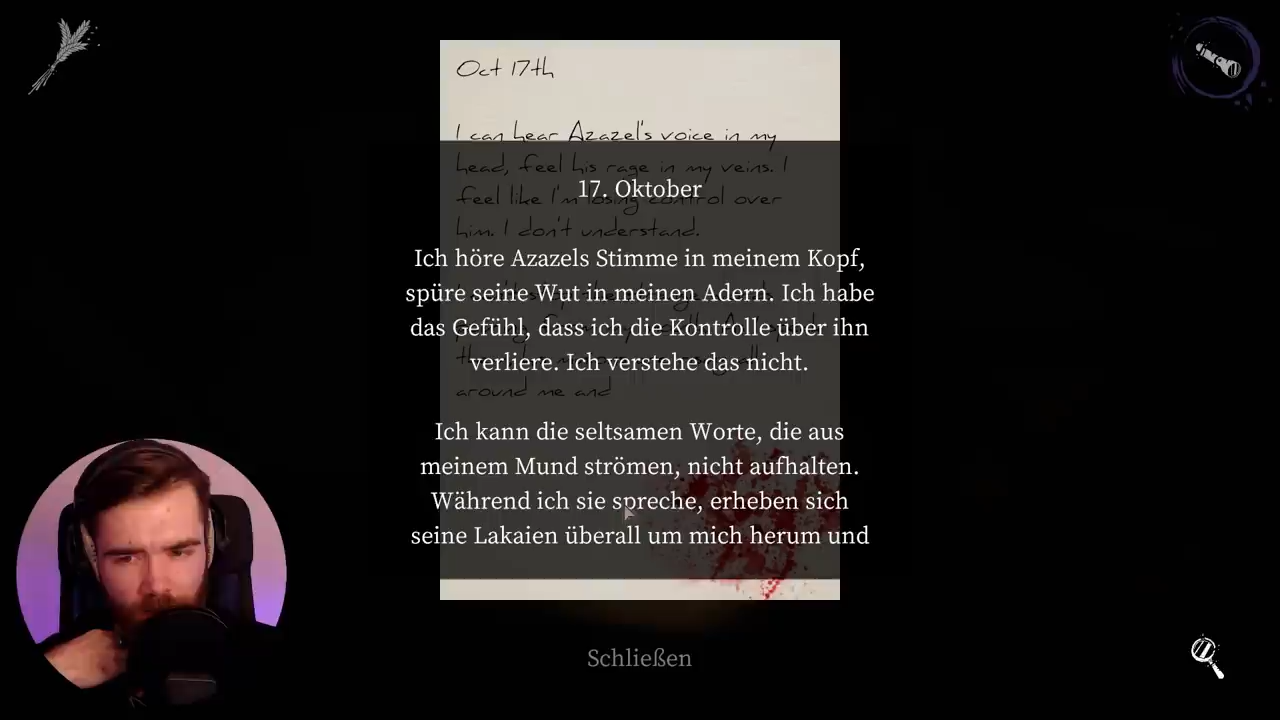 Oct 17th
I can hear Azazel's voice in my
head, feel his rage in my veins. I
feel like I'm losing control over
him. I don't understand.
around me and
17. Oktober
Ich höre Azazels Stimme in meinem Kopf,
spüre seine Wut in meinen Adern. Ich habe
das Gefühl, dass ich die Kontrolle über ihn
verliere. Ich verstehe das nicht.
Ich kann die seltsamen Worte, die aus
meinem Mund strömen, nicht aufhalten.
Während ich sie spreche, erheben sich
seine Lakaien überall um mich herum und
Schließen